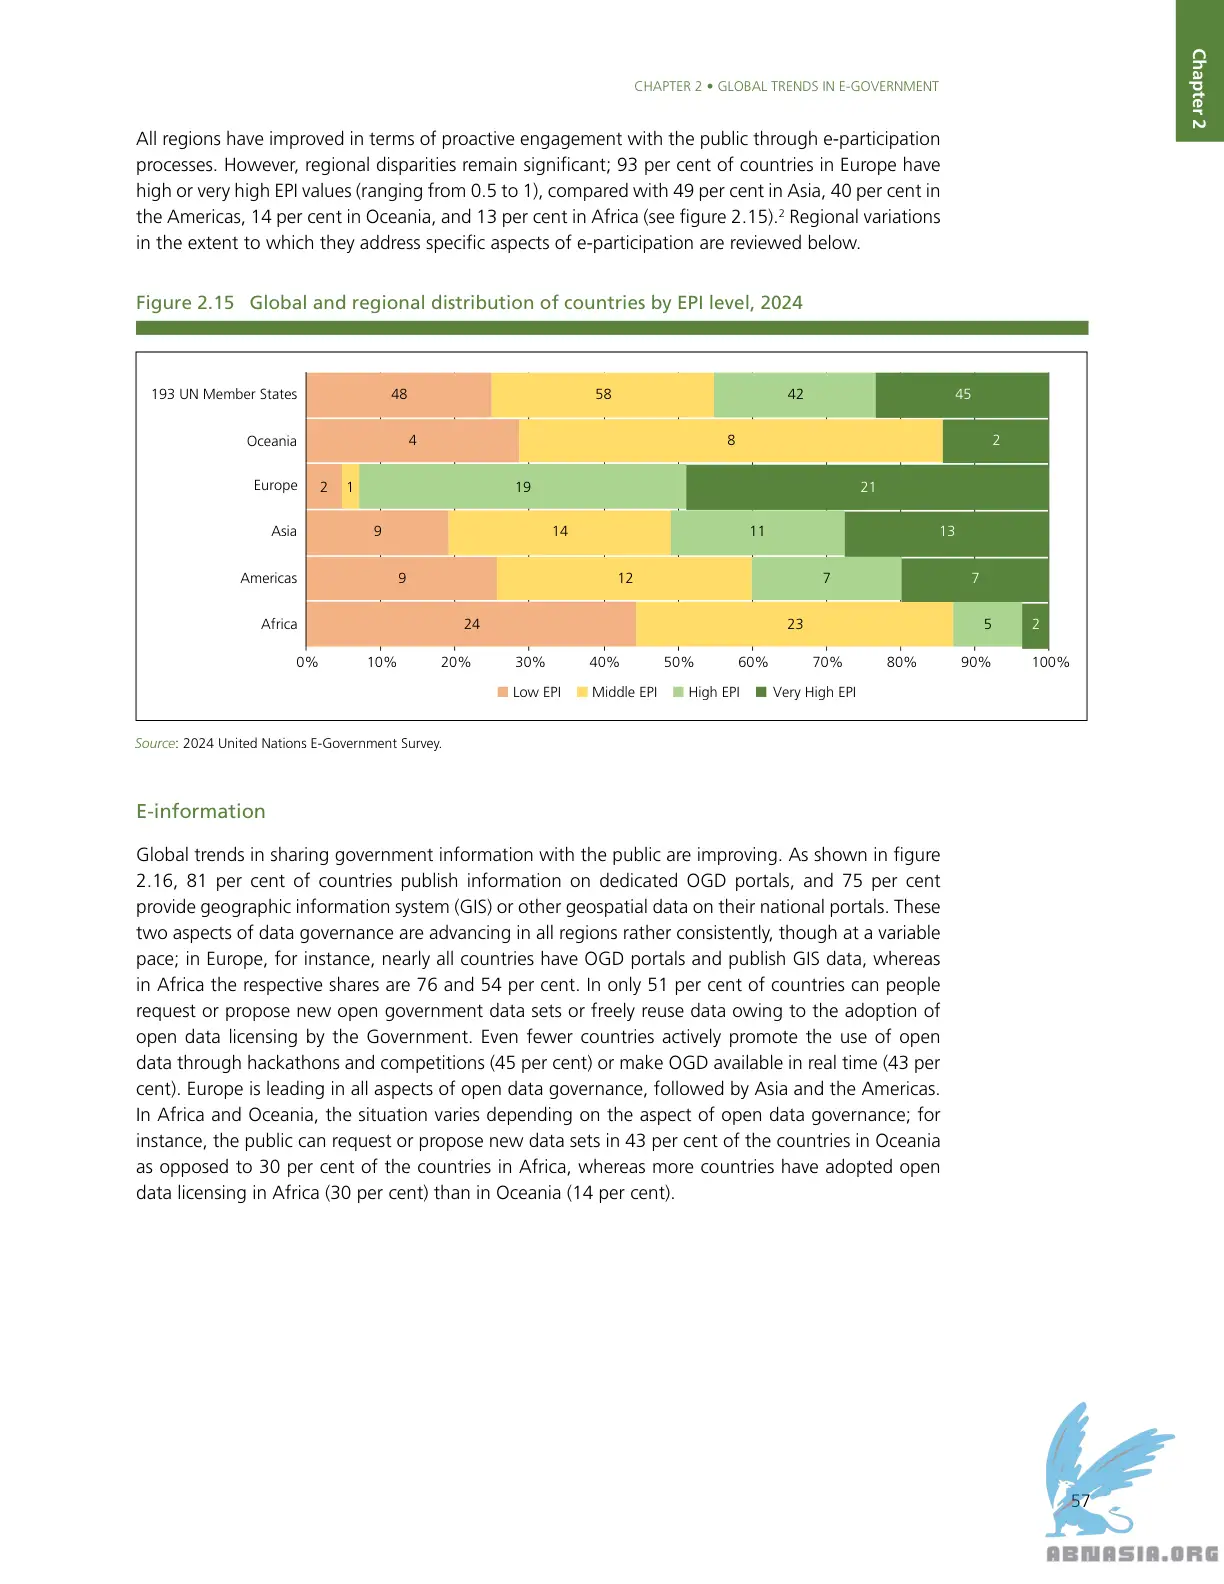 Chapter 2
CHAPTER 2 • GLOBAL TRENDS IN E-GOVERNMENT
All regions have improved in terms of proactive engagement with the public through e-participation
processes. However, regional disparities remain significant; 93 per cent of countries in Europe have
high or very high EPI values (ranging from 0.5 to 1), compared with 49 per cent in Asia, 40 per cent in
the Americas, 14 per cent in Oceania, and 13 per cent in Africa (see figure 2.15).² Regional variations
in the extent to which they address specific aspects of e-participation are reviewed below.
Figure 2.15 Global and regional distribution of countries by EPI level, 2024
193 UN Member States 48 58 42 45
Oceania 4 8 2
Europe 2 1 19 21
Asia 9 14 11 13
Americas 9 12 7 7
Africa 24 23 5 2
0% 10% 20% 30% 40% 50% 60% 70% 80% 90% 100%
Low EPI Middle EPI High EPI Very High EPI
Source: 2024 United Nations E-Government Survey.
E-information
Global trends in sharing government information with the public are improving. As shown in figure
2.16, 81 per cent of countries publish information on dedicated OGD portals, and 75 per cent
provide geographic information system (GIS) or other geospatial data on their national portals. These
two aspects of data governance are advancing in all regions rather consistently, though at a variable
pace; in Europe, for instance, nearly all countries have OGD portals and publish GIS data, whereas
in Africa the respective shares are 76 and 54 per cent. In only 51 per cent of countries can people
request or propose new open government data sets or freely reuse data owing to the adoption of
open data licensing by the Government. Even fewer countries actively promote the use of open
data through hackathons and competitions (45 per cent) or make OGD available in real time (43 per
cent). Europe is leading in all aspects of open data governance, followed by Asia and the Americas.
In Africa and Oceania, the situation varies depending on the aspect of open data governance; for
instance, the public can request or propose new data sets in 43 per cent of the countries in Oceania
as opposed to 30 per cent of the countries in Africa, whereas more countries have adopted open
data licensing in Africa (30 per cent) than in Oceania (14 per cent).
57
ABNASIA.ORG